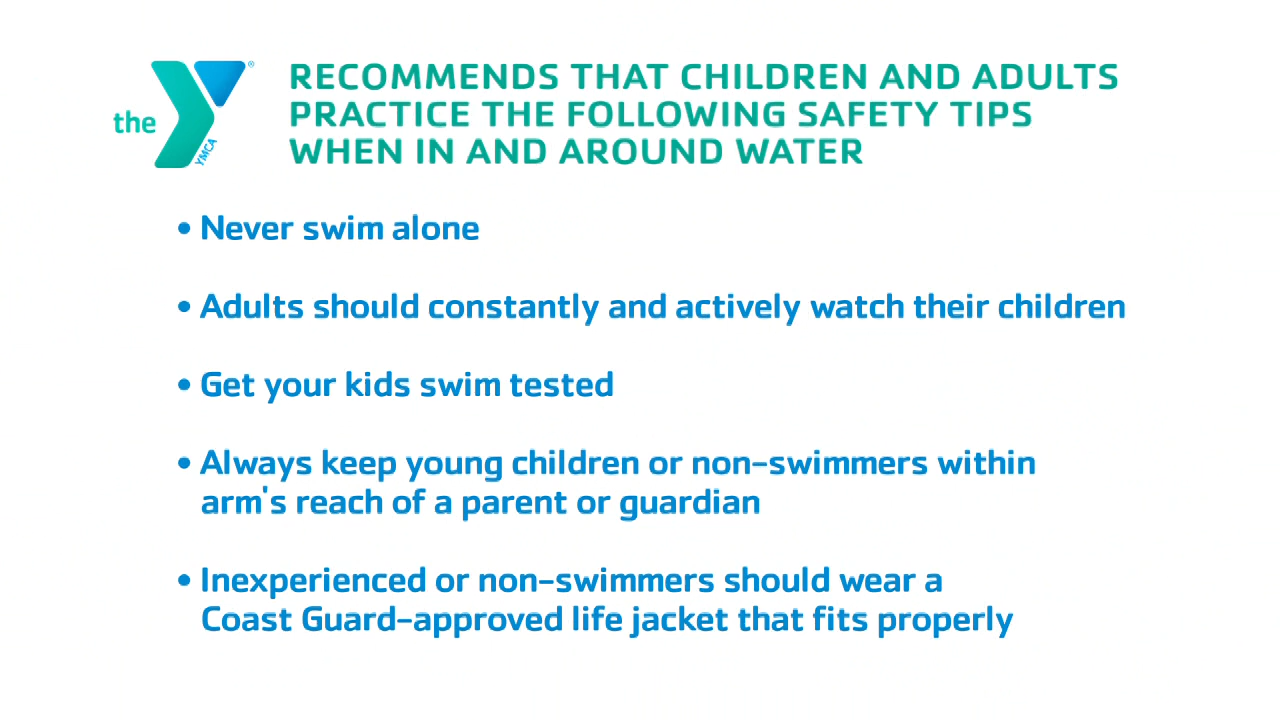 the
YMCA
®
RECOMMENDS THAT CHILDREN AND ADULTS
PRACTICE THE FOLLOWING SAFETY TIPS
WHEN IN AND AROUND WATER
• Never swim alone
• Adults should constantly and actively watch their children
• Get your kids swim tested
• Always keep young children or non-swimmers within
arm's reach of a parent or guardian
• Inexperienced or non-swimmers should wear a
Coast Guard-approved life jacket that fits properly